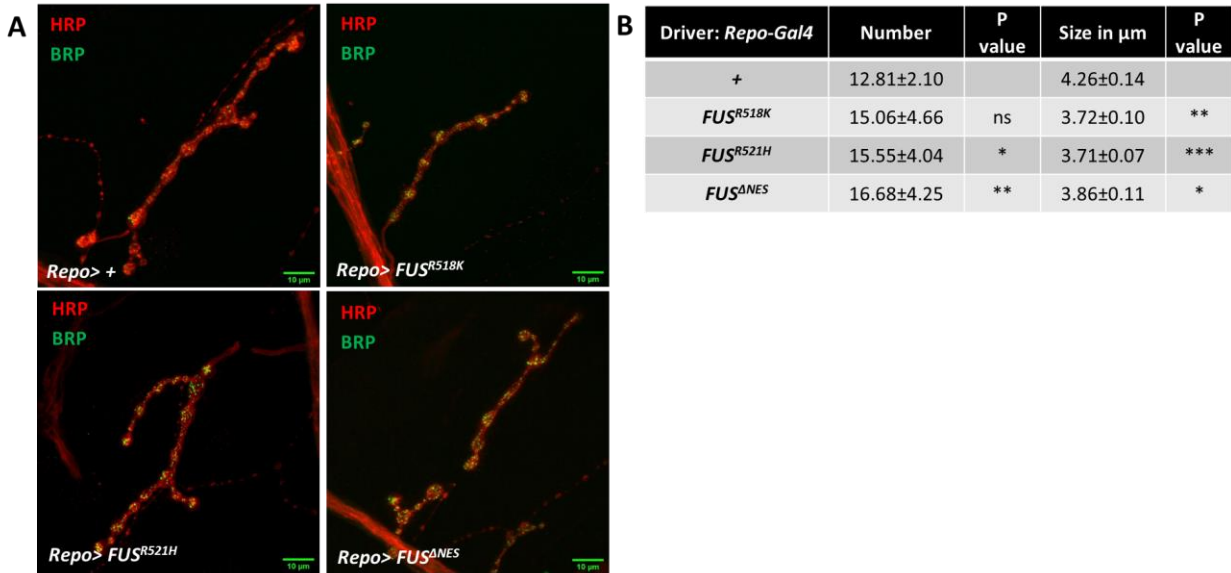 A
HRP
BRP
Repo> +
10 µm
HRP
BRP
Repo> FUS^R518K
10 µm
HRP
BRP
Repo> FUS^R521H
10 µm
HRP
BRP
Repo> FUS^ΔNES
10 µm
B
Driver: Repo-Gal4 Number P value Size in µm P value
+ 12.81±2.10 4.26±0.14
FUS^R518K 15.06±4.66 ns 3.72±0.10 **
FUS^R521H 15.55±4.04 * 3.71±0.07 ***
FUS^ΔNES 16.68±4.25 ** 3.86±0.11 *